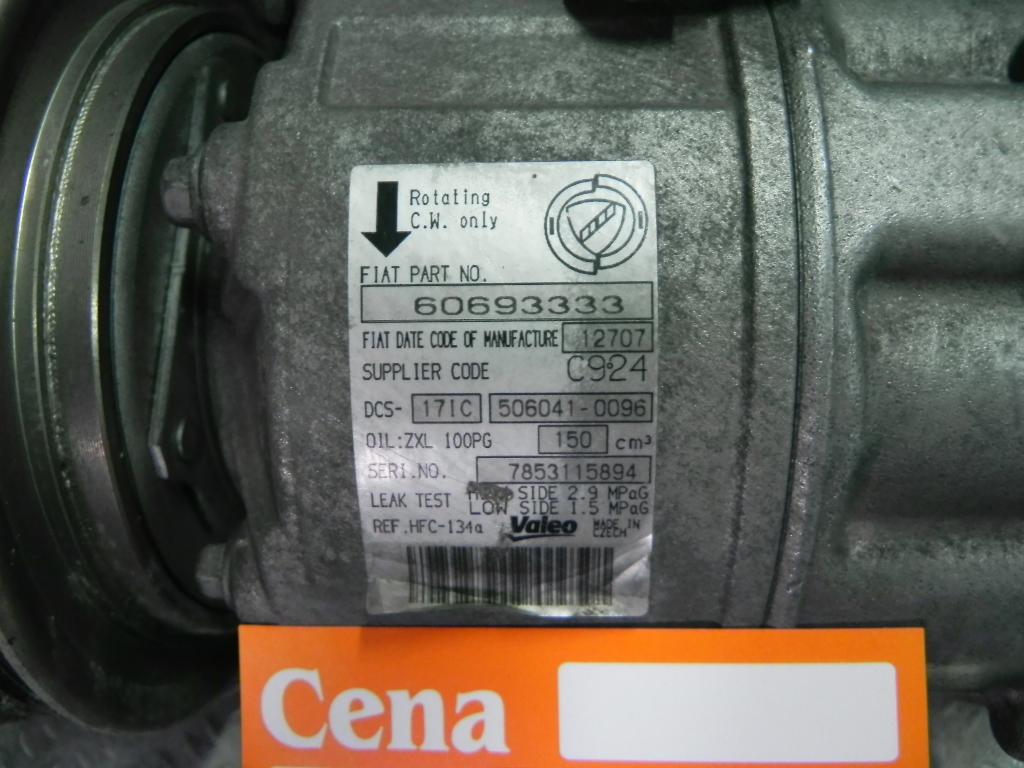 Rotating
C.W. only
FIAT PART NO.
60693333
FIAT DATE CODE OF MANUFACTURE 12707
SUPPLIER CODE C924
DCS- 17IC 506041-0096
OIL:ZXL 100PG 150 cm³
SERI.NO. 7853115894
LEAK TEST SIDE 2.9 MPaG
LOW SIDE 1.5 MPaG
REF.HFC-134a Valeo MADE IN
CZECH
Cena